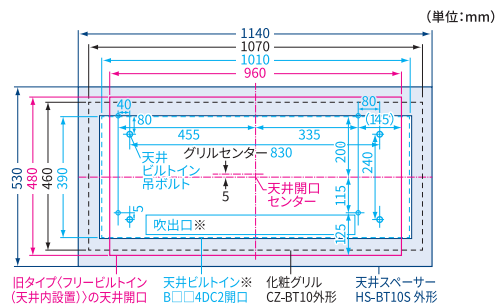 (単位:mm)
1140
1070
1010
960
40
80
80
(145)
455
335
グリルセンター 830
天井
ビルトイン
吊ボルト
200
240
530
480
460
390
5
天井開口
センター
115
5
吹出口※
125
旧タイプ(フリービルトイン
(天井内設置))の天井開口
天井ビルトイン※
B□□4DC2開口
化粧グリル
CZ-BT10外形
天井スペーサー
HS-BT10S 外形